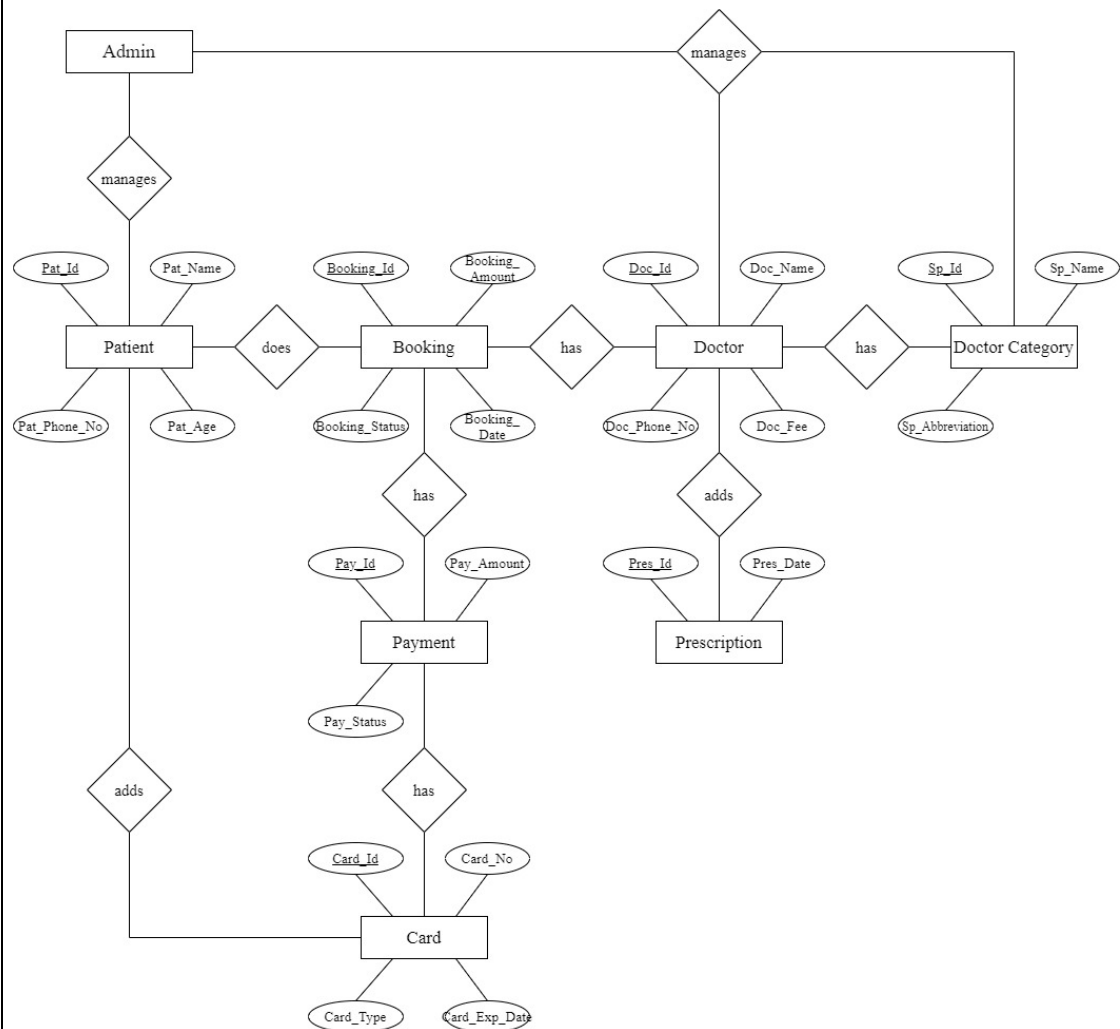 Admin
manages
manages
Pat_Id
Pat_Name
Booking_Id
Booking_
Amount
Doc_Id
Doc_Name
Sp_Id
Sp_Name
Patient
does
Booking
has
Doctor
has
Doctor Category
Pat_Phone_No
Pat_Age
Booking_Status
Booking_
Date
Doc_Phone_No
Doc_Fee
Sp_Abbreviation
has
adds
Pay_Id
Pay_Amount
Pres_Id
Pres_Date
Payment
Prescription
Pay_Status
adds
has
Card_Id
Card_No
Card
Card_Type
Card_Exp_Date